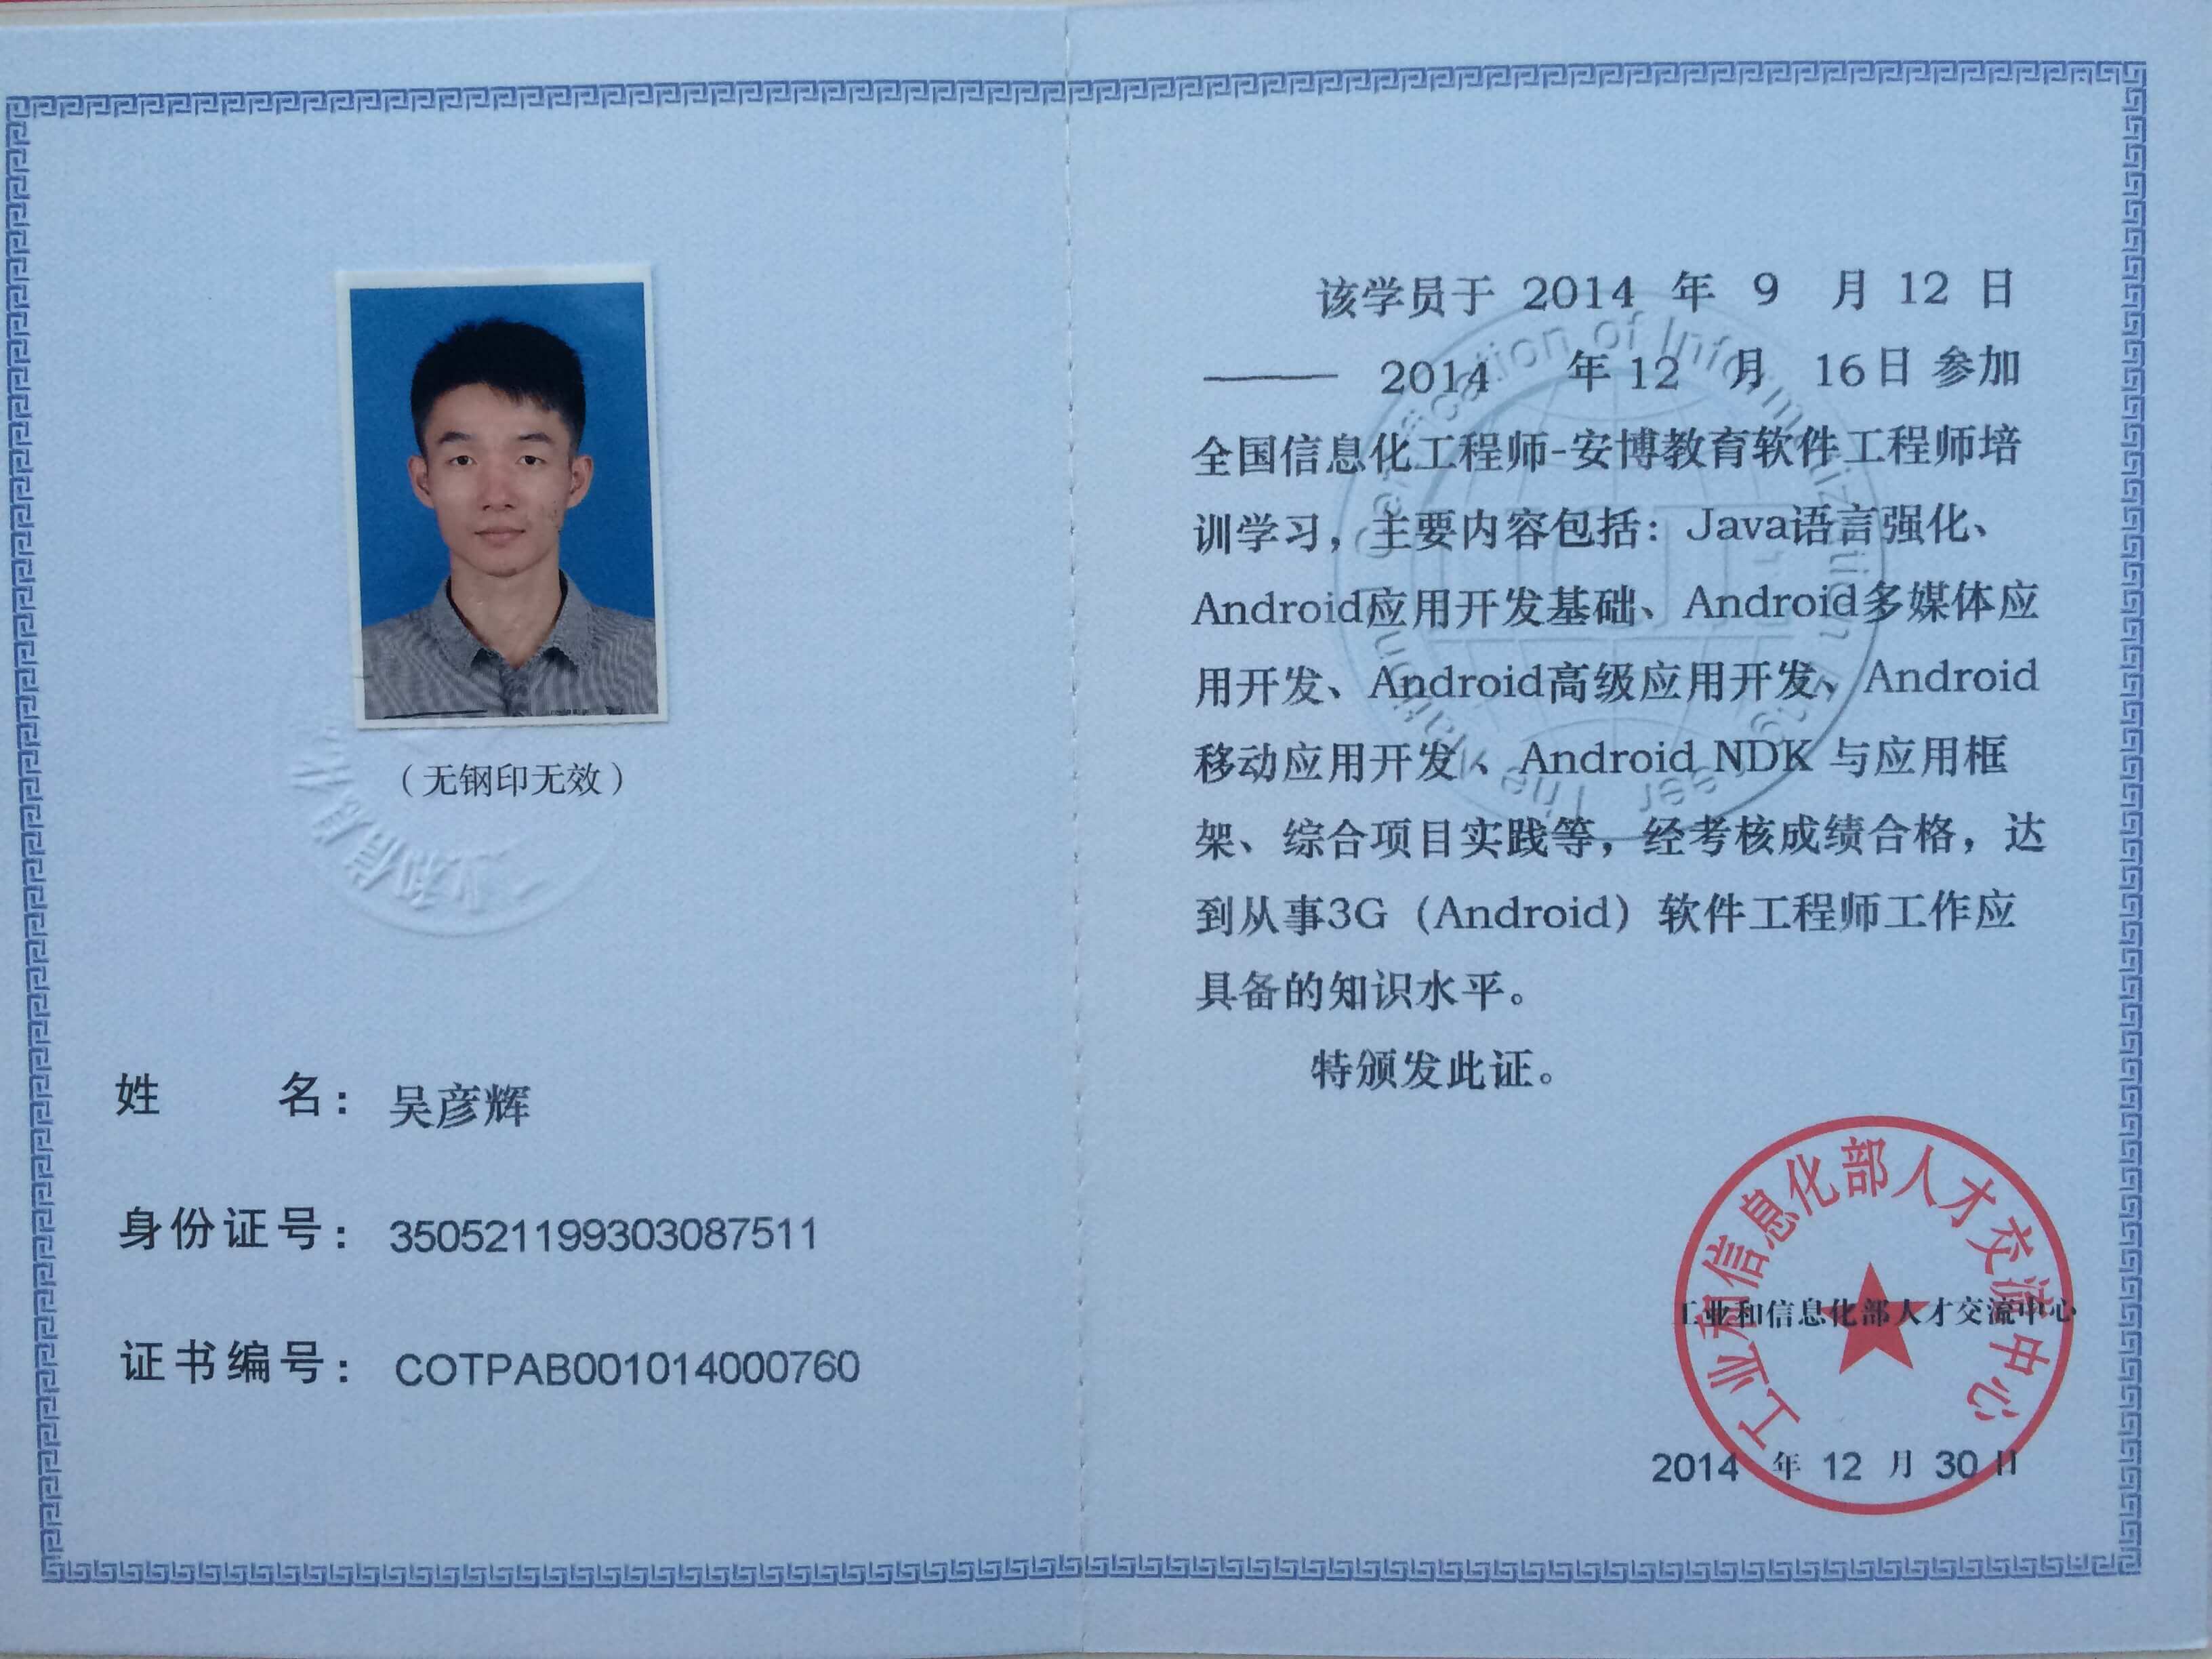 (无钢印无效)
姓 名: 吴彦辉
身份证号: 350521199303087511
证书编号: COTPAB001014000760
该学员于 2014 年 9 月 12 日
—— 2014 年 12 月 16日 参加
全国信息化工程师-安博教育软件工程师培
训学习，主要内容包括：Java语言强化、
Android应用开发基础、Android多媒体应
用开发、Android高级应用开发、Android
移动应用开发、Android NDK 与应用框
架、综合项目实践等，经考核成绩合格，达
到从事3G（Android）软件工程师工作应
具备的知识水平。
特颁发此证。
工业和信息化部人才交流中心
工业和信息化部人才交流中心
2014 年 12 月 30 日